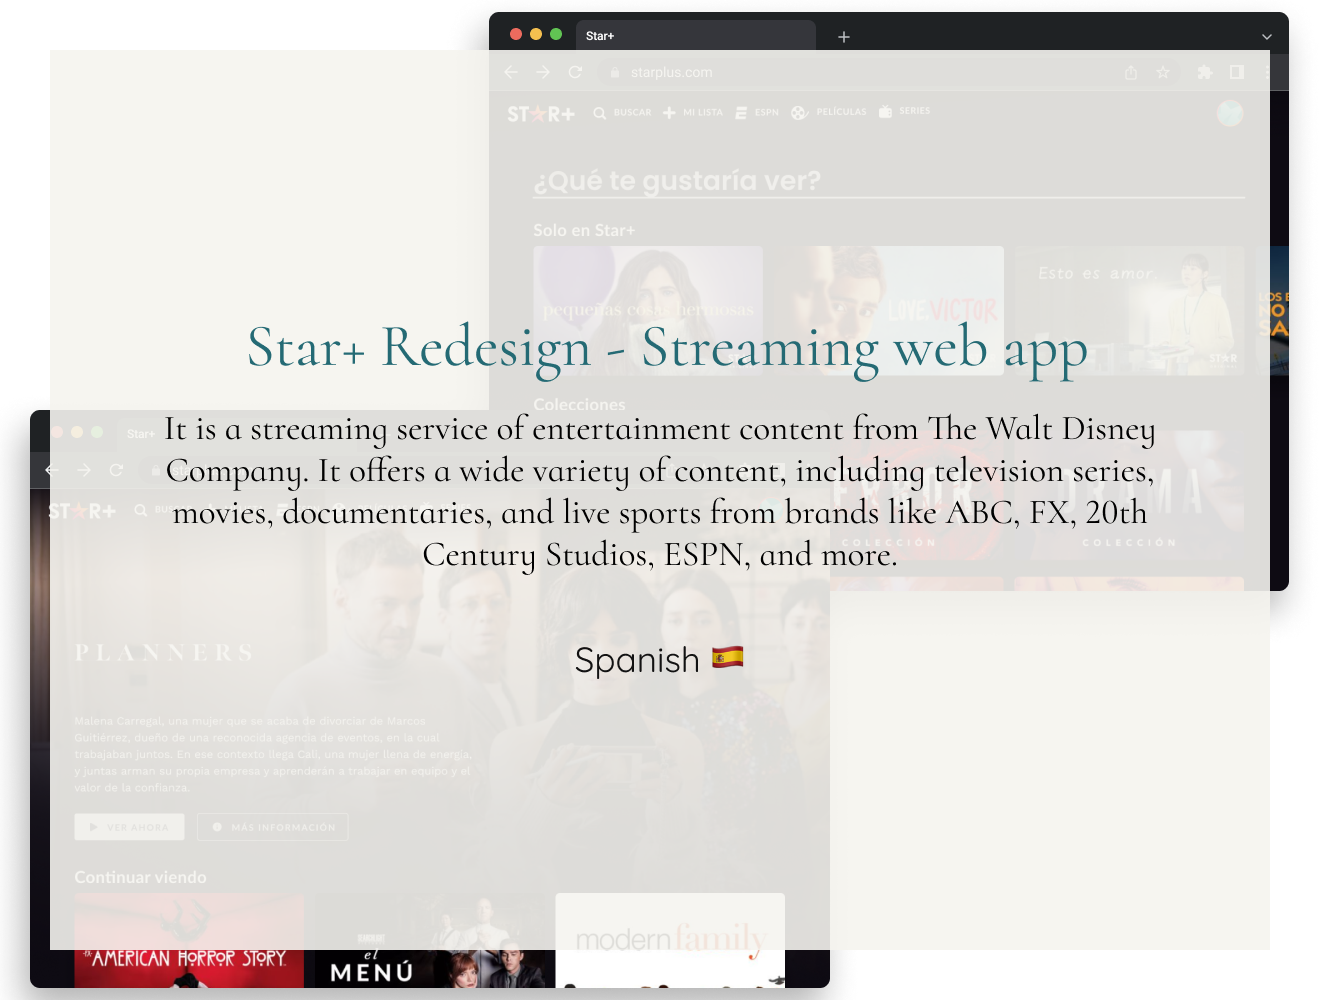 Star+
starplus.com
ST★R+ BUSCAR MI LISTA ESPN PELÍCULAS SERIES
¿Qué te gustaría ver?
Solo en Star+
pequeñas cosas hermosas
LOVE, VICTOR
Esto es amor.
ST★R
Star+ Redesign - Streaming web app
Colecciones
Star+
It is a streaming service of entertainment content from The Walt Disney
Company. It offers a wide variety of content, including television series,
movies, documentaries, and live sports from brands like ABC, FX, 20th
Century Studios, ESPN, and more.
COLECCIÓN
DRAMA
COLECCIÓN
ST★R+
Spanish 🇪🇸
PLANNERS
Malena Carregal, una mujer que se acaba de divorciar de Marcos
Gutiérrez, dueño de una reconocida agencia de eventos, en la cual
trabajaban juntos. En ese contexto llega Cali, una mujer llena de energía,
y juntas arman su propia empresa y aprenderán a trabajar en equipo y el
valor de la confianza.
VER AHORA
MÁS INFORMACIÓN
Continuar viendo
AMERICAN HORROR STORY.
el
MENÚ
modern family